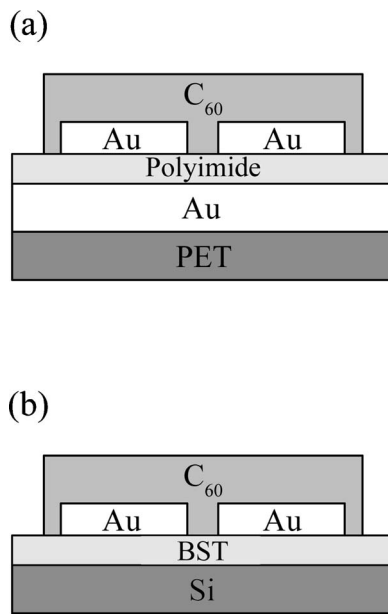 (a)
C60
Au Au
Polyimide
Au
PET
(b)
C60
Au Au
BST
Si